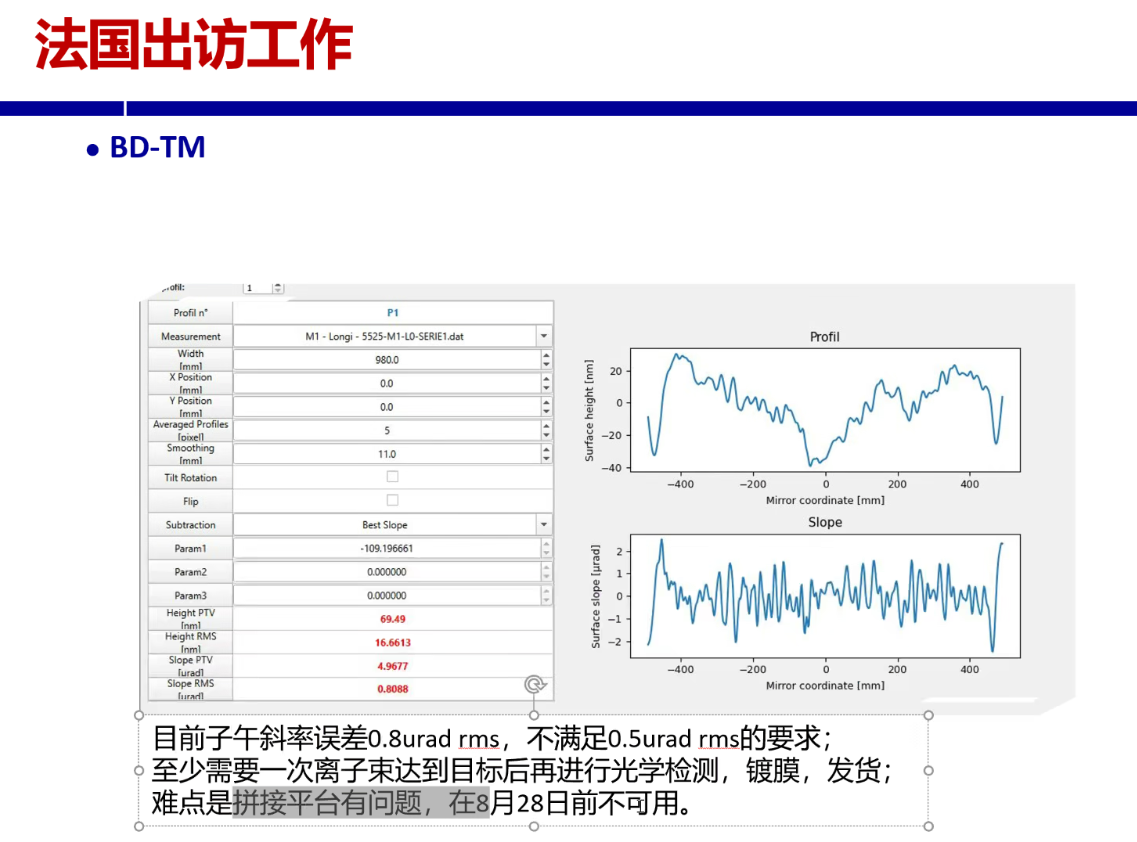 法国出访工作
• BD-TM
profil: 1
Profil n° P1
Measurement M1 - Longi - 5525-M1-L0-SERIE1.dat
Width [mm] 980.0
X Position [mm] 0.0
Y Position [mm] 0.0
Averaged Profiles [pixel] 5
Smoothing [mm] 11.0
Tilt Rotation
Flip
Subtraction Best Slope
Param1 -109.196661
Param2 0.000000
Param3 0.000000
Height PTV [nm] 69.49
Height RMS [nm] 16.6613
Slope PTV [urad] 4.9677
Slope RMS [urad] 0.8088
Profil
Surface height [nm]
20
0
−20
−40
−400 −200 0 200 400
Mirror coordinate [mm]
Slope
Surface slope [µrad]
2
1
0
−1
−2
−400 −200 0 200 400
Mirror coordinate [mm]
目前子午斜率误差0.8urad rms，不满足0.5urad rms的要求；
至少需要一次离子束达到目标后再进行光学检测，镀膜，发货；
难点是拼接平台有问题，在8月28日前不可用。